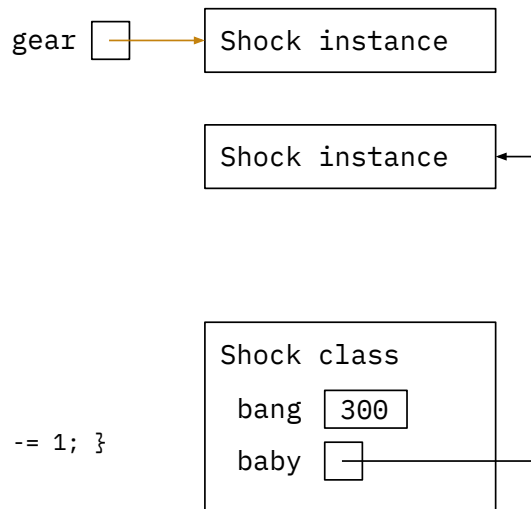 gear Shock instance
Shock instance
Shock class
bang 300
-= 1; }
baby